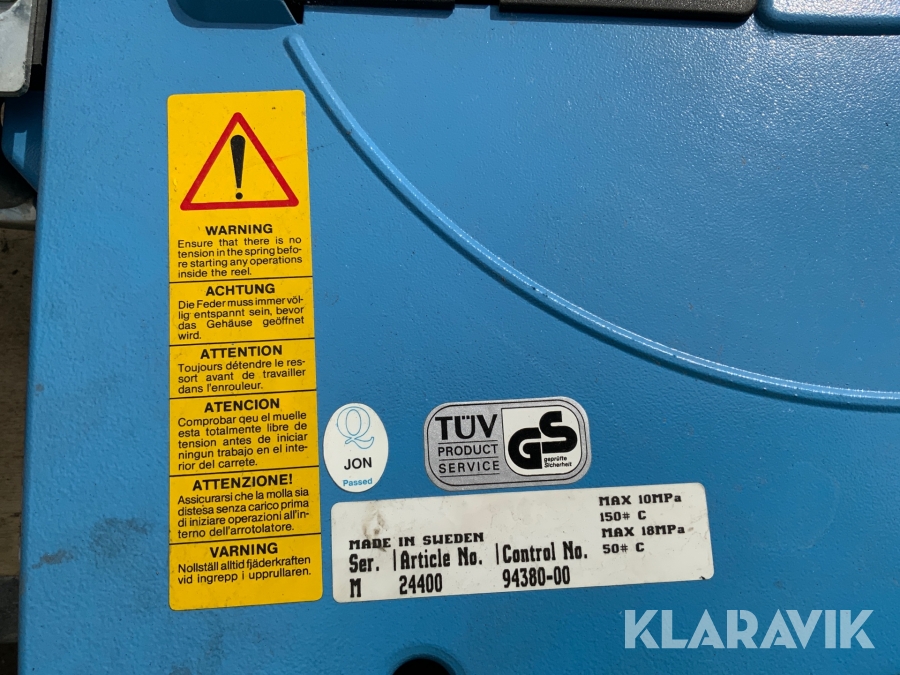 WARNING
Ensure that there is no
tension in the spring befo-
re starting any operations
inside the reel.
ACHTUNG
Die Feder muss immer völ-
lig entspannt sein, bevor
das Gehäuse geöffnet
wird.
ATTENTION
Toujours détendre le res-
sort avant de travailler
dans l'enrouleur.
ATENCION
Comprobar qeu el muelle
esta totalmente libre de
tension antes de iniciar
ningun trabajo en el inte-
rior del carrete.
ATTENZIONE!
Assicurarsi che la molla sia
distesa senza carico prima
di iniziare operazioni all'in-
terno dell'arrotolatore.
VARNING
Nollställ alltid fjäderkraften
vid ingrepp i upprullaren.
Q
JON
Passed
TÜV
PRODUCT
SERVICE
GS
geprüfte
Sicherheit
MADE IN SWEDEN
Ser. Article No. Control No.
M 24400 94380-00
MAX 10MPa
150# C
MAX 18MPa
50# C
KLARAVIK